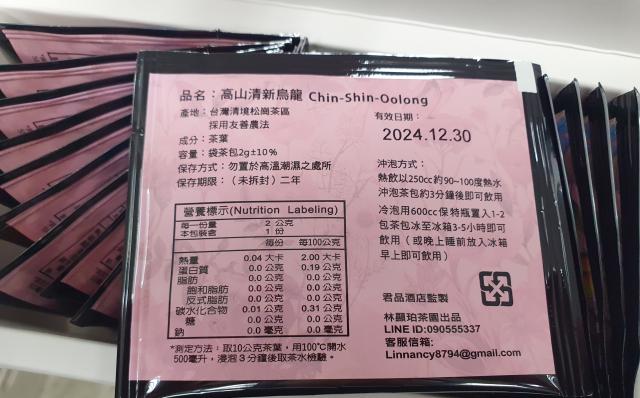 品名：高山清新烏龍 Chin-Shin-Oolong
產地：台灣清境松崗茶區
採用友善農法
成分：茶葉
容量：袋茶包2g±10%
保存方式：勿置於高溫潮濕之處所
保存期限：（未拆封）二年
營養標示(Nutrition Labeling)
每一份量 2 公克
本包裝含 1 份
每份 每100公克
熱量 0.04 大卡 2.00 大卡
蛋白質 0.0 公克 0.19 公克
脂肪 0.0 公克 0.0 公克
飽和脂肪 0.0 公克 0.0 公克
反式脂肪 0.0 公克 0.0 公克
碳水化合物 0.01 公克 0.31 公克
糖 0.0 公克 0.0 公克
鈉 0.0 毫克 0.0 毫克
*測定方法：取10公克茶葉，用100℃開水
500毫升，浸泡３分鐘後取茶水檢驗。
有效日期：
2024.12.30
沖泡方式：
熱飲以250cc約90~100度熱水
沖泡茶包約3分鐘後即可飲用
冷泡用600cc保特瓶置入1-2
包茶包冰至冰箱3-5小時即可
飲用（或晚上睡前放入冰箱
早上即可飲用）
君品酒店監製
林顯珀茶園出品
LINE ID:090555337
客服信箱:
Linnancy8794@gmail.com